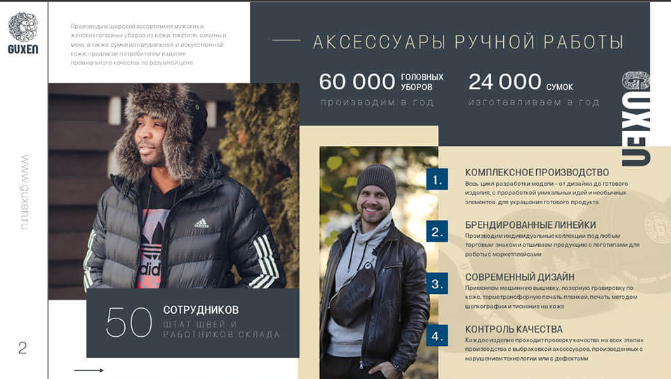 GUXEN
Производим широкий ассортимент мужских и
женских головных уборов из кожи, текстиля, овчины и
меха, а также сумки из натуральной и искусственной
кожи, предлагая потребителям изделия
премиального качества по разумной цене.
АКСЕССУАРЫ РУЧНОЙ РАБОТЫ
60 000 ГОЛОВНЫХ
УБОРОВ
производим в год
24 000 СУМОК
изготавливаем в год
GUXEN
www.guxen.ru
adidas
adidas
1. КОМПЛЕКСНОЕ ПРОИЗВОДСТВО
Весь цикл разработки модели - от дизайна до готового
изделия, с проработкой уникальных идей и необычных
элементов для украшения готового продукта
2. БРЕНДИРОВАННЫЕ ЛИНЕЙКИ
Производим индивидуальные коллекции под любым
торговым знаком и отшиваем продукцию с логотипами для
работы с маркетплейсами
3. СОВРЕМЕННЫЙ ДИЗАЙН
Применяем машинную вышивку, лазерную гравировку по
коже, термотрансферную печать пленкой, печать методом
шелкографии и тиснение на коже
4. КОНТРОЛЬ КАЧЕСТВА
Каждое изделие проходит проверку качества на всех этапах
производства с выбраковкой аксессуаров, произведенных с
нарушением технологии или с дефектами
50 СОТРУДНИКОВ
ШТАТ ШВЕЙ И
РАБОТНИКОВ СКЛАДА
2